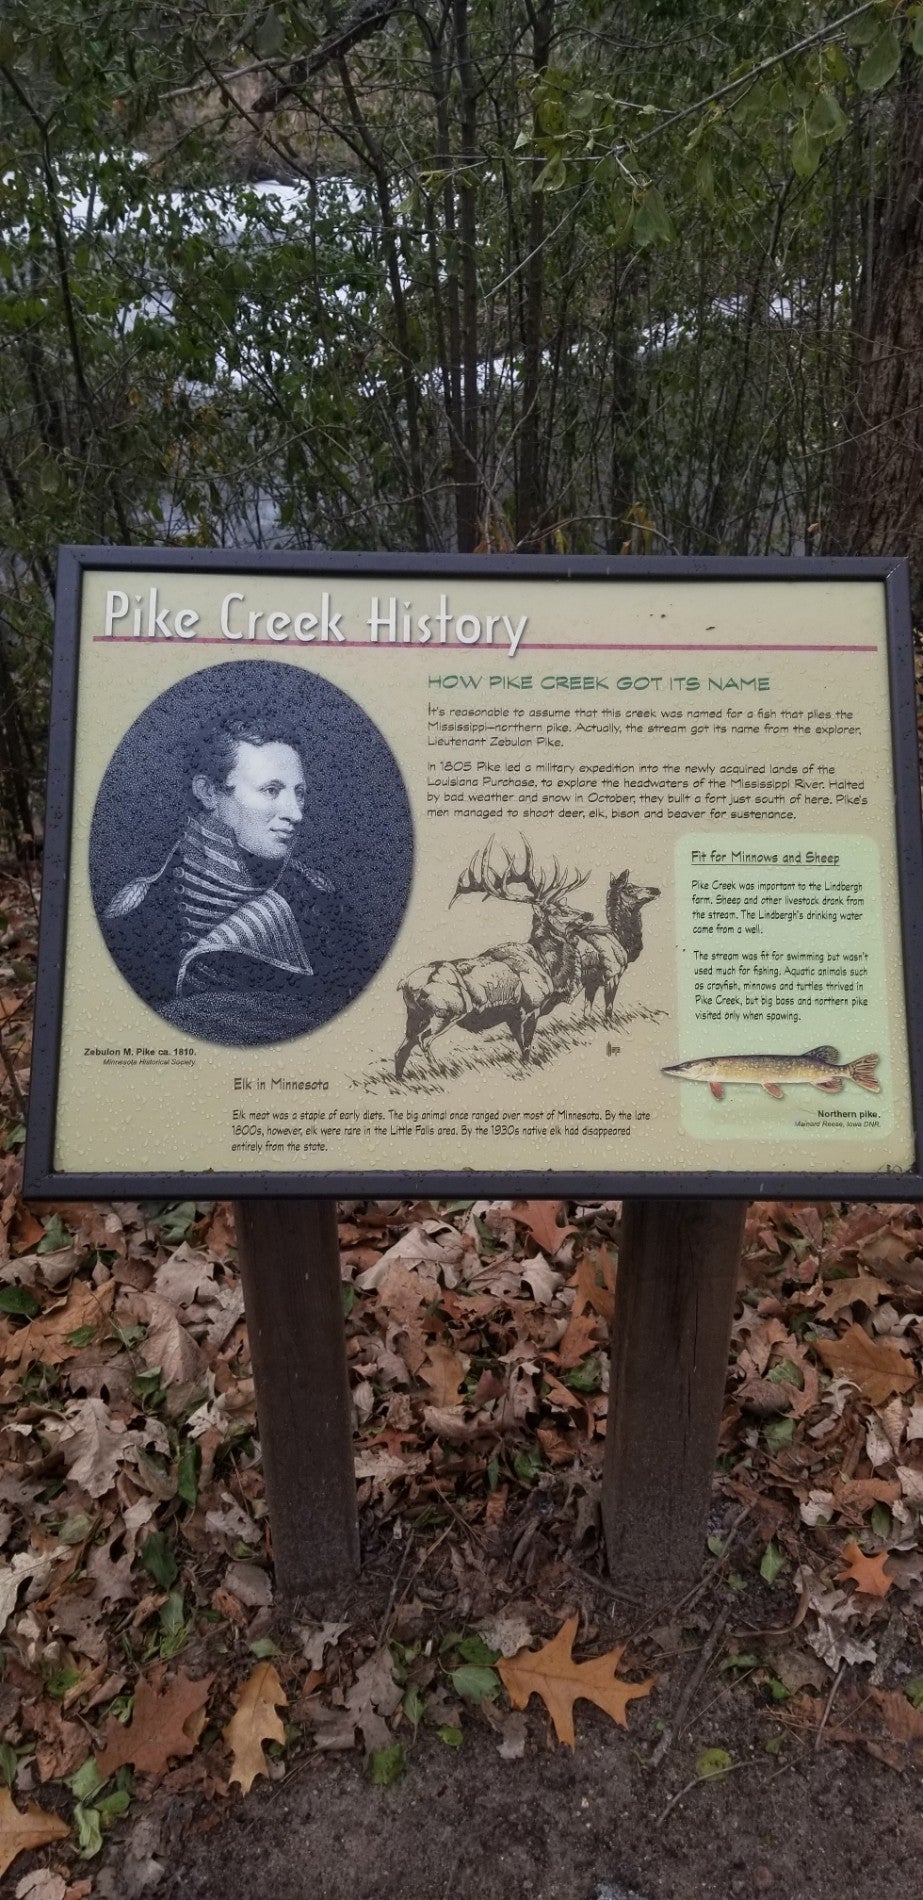 Pike Creek History
HOW PIKE CREEK GOT ITS NAME
It's reasonable to assume that this creek was named for a fish that plies the
Mississippi—northern pike. Actually, the stream got its name from the explorer,
Lieutenant Zebulon Pike.
In 1805 Pike led a military expedition into the newly acquired lands of the
Louisiana Purchase, to explore the headwaters of the Mississippi River. Halted
by bad weather and snow in October, they built a fort just south of here. Pike's
men managed to shoot deer, elk, bison and beaver for sustenance.
Fit for Minnows and Sheep
Pike Creek was important to the Lindbergh
farm. Sheep and other livestock drank from
the stream. The Lindbergh's drinking water
came from a well.
The stream was fit for swimming but wasn't
used much for fishing. Aquatic animals such
as crayfish, minnows and turtles thrived in
Pike Creek, but big bass and northern pike
visited only when spawing.
Northern pike.
Mainard Reese, Iowa DNR.
Zebulon M. Pike ca. 1810.
Minnesota Historical Society.
Elk in Minnesota
Elk meat was a staple of early diets. The big animal once ranged over most of Minnesota. By the late
1800s, however, elk were rare in the Little Falls area. By the 1930s native elk had disappeared
entirely from the state.